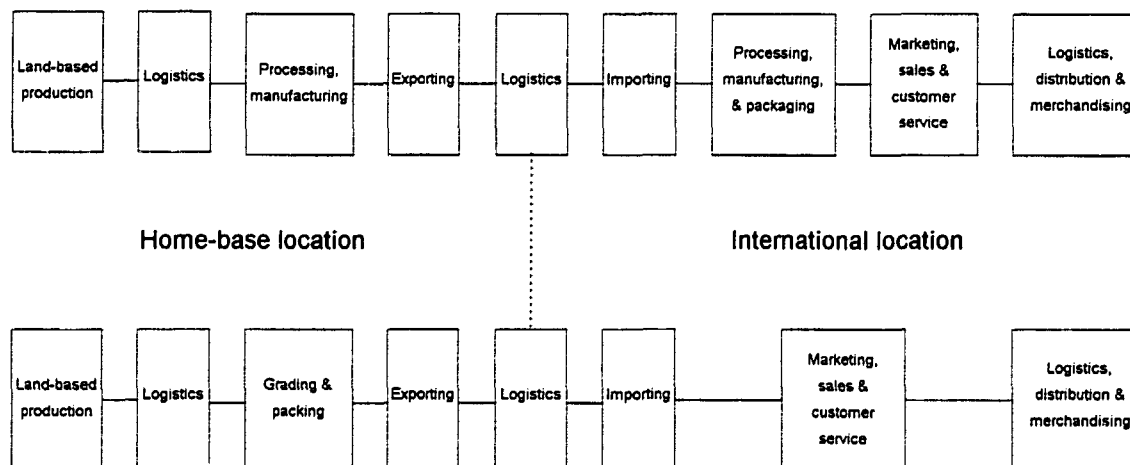 Land-based
production
Logistics
Processing,
manufacturing
Exporting
Logistics
Importing
Processing,
manufacturing,
& packaging
Marketing,
sales &
customer
service
Logistics,
distribution &
merchandising
Home-base location
International location
Land-based
production
Logistics
Grading &
packing
Exporting
Logistics
Importing
Marketing,
sales &
customer
service
Logistics,
distribution &
merchandising